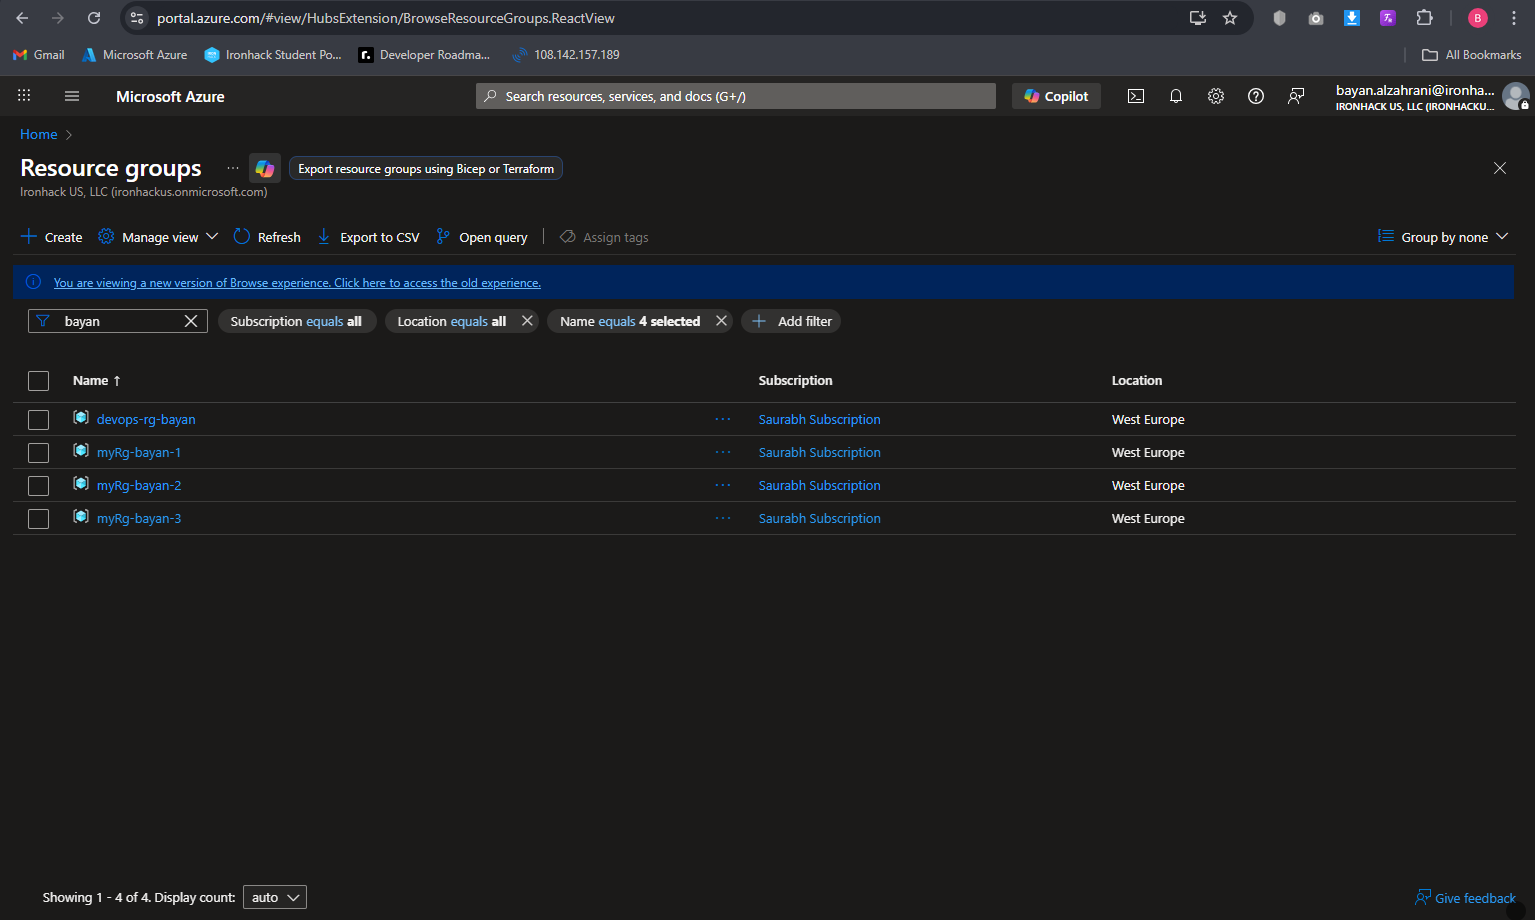 portal.azure.com/#view/HubsExtension/BrowseResourceGroups.ReactView
B
Gmail
Microsoft Azure
Ironhack Student Po...
Developer Roadma...
108.142.157.189
All Bookmarks
Microsoft Azure
Search resources, services, and docs (G+/)
Copilot
bayan.alzahrani@ironha...
IRONHACK US, LLC (IRONHACKU...
Home
Resource groups
Export resource groups using Bicep or Terraform
Ironhack US, LLC (ironhackus.onmicrosoft.com)
Create
Manage view
Refresh
Export to CSV
Open query
Assign tags
Group by none
You are viewing a new version of Browse experience. Click here to access the old experience.
bayan
Subscription equals all
Location equals all
Name equals 4 selected
Add filter
Name ↑ Subscription Location
devops-rg-bayan ··· Saurabh Subscription West Europe
myRg-bayan-1 ··· Saurabh Subscription West Europe
myRg-bayan-2 ··· Saurabh Subscription West Europe
myRg-bayan-3 ··· Saurabh Subscription West Europe
Showing 1 - 4 of 4. Display count: auto
Give feedback